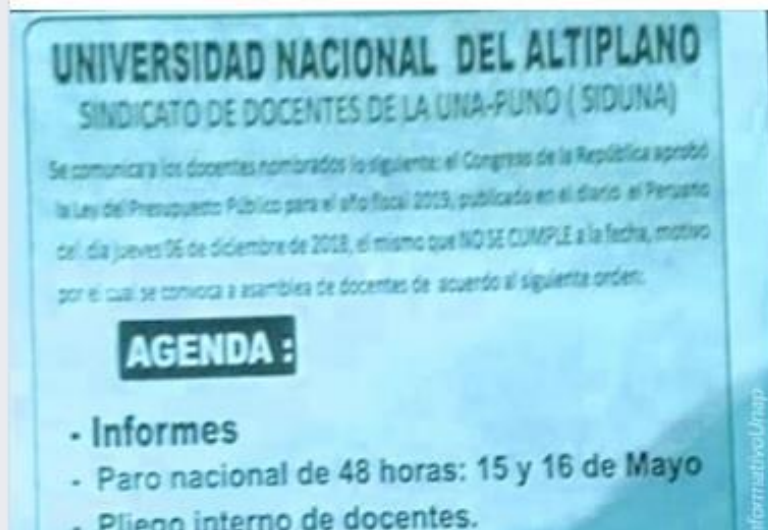 UNIVERSIDAD NACIONAL DEL ALTIPLANO
SINDICATO DE DOCENTES DE LA UNA-PUNO ( SIDUNA)
Se comunica a los docentes nombrados lo siguiente: el Congreso de la República aprobó
la Ley del Presupuesto Público para el año fiscal 2019, publicado en el diario el Peruano
del día jueves 06 de diciembre de 2018, el mismo que NO SE CUMPLE a la fecha, motivo
por el cual se convoca a asamblea de docentes de acuerdo al siguiente orden:
AGENDA :
- Informes
- Paro nacional de 48 horas: 15 y 16 de Mayo
- Pliego interno de docentes.
formativoUnap